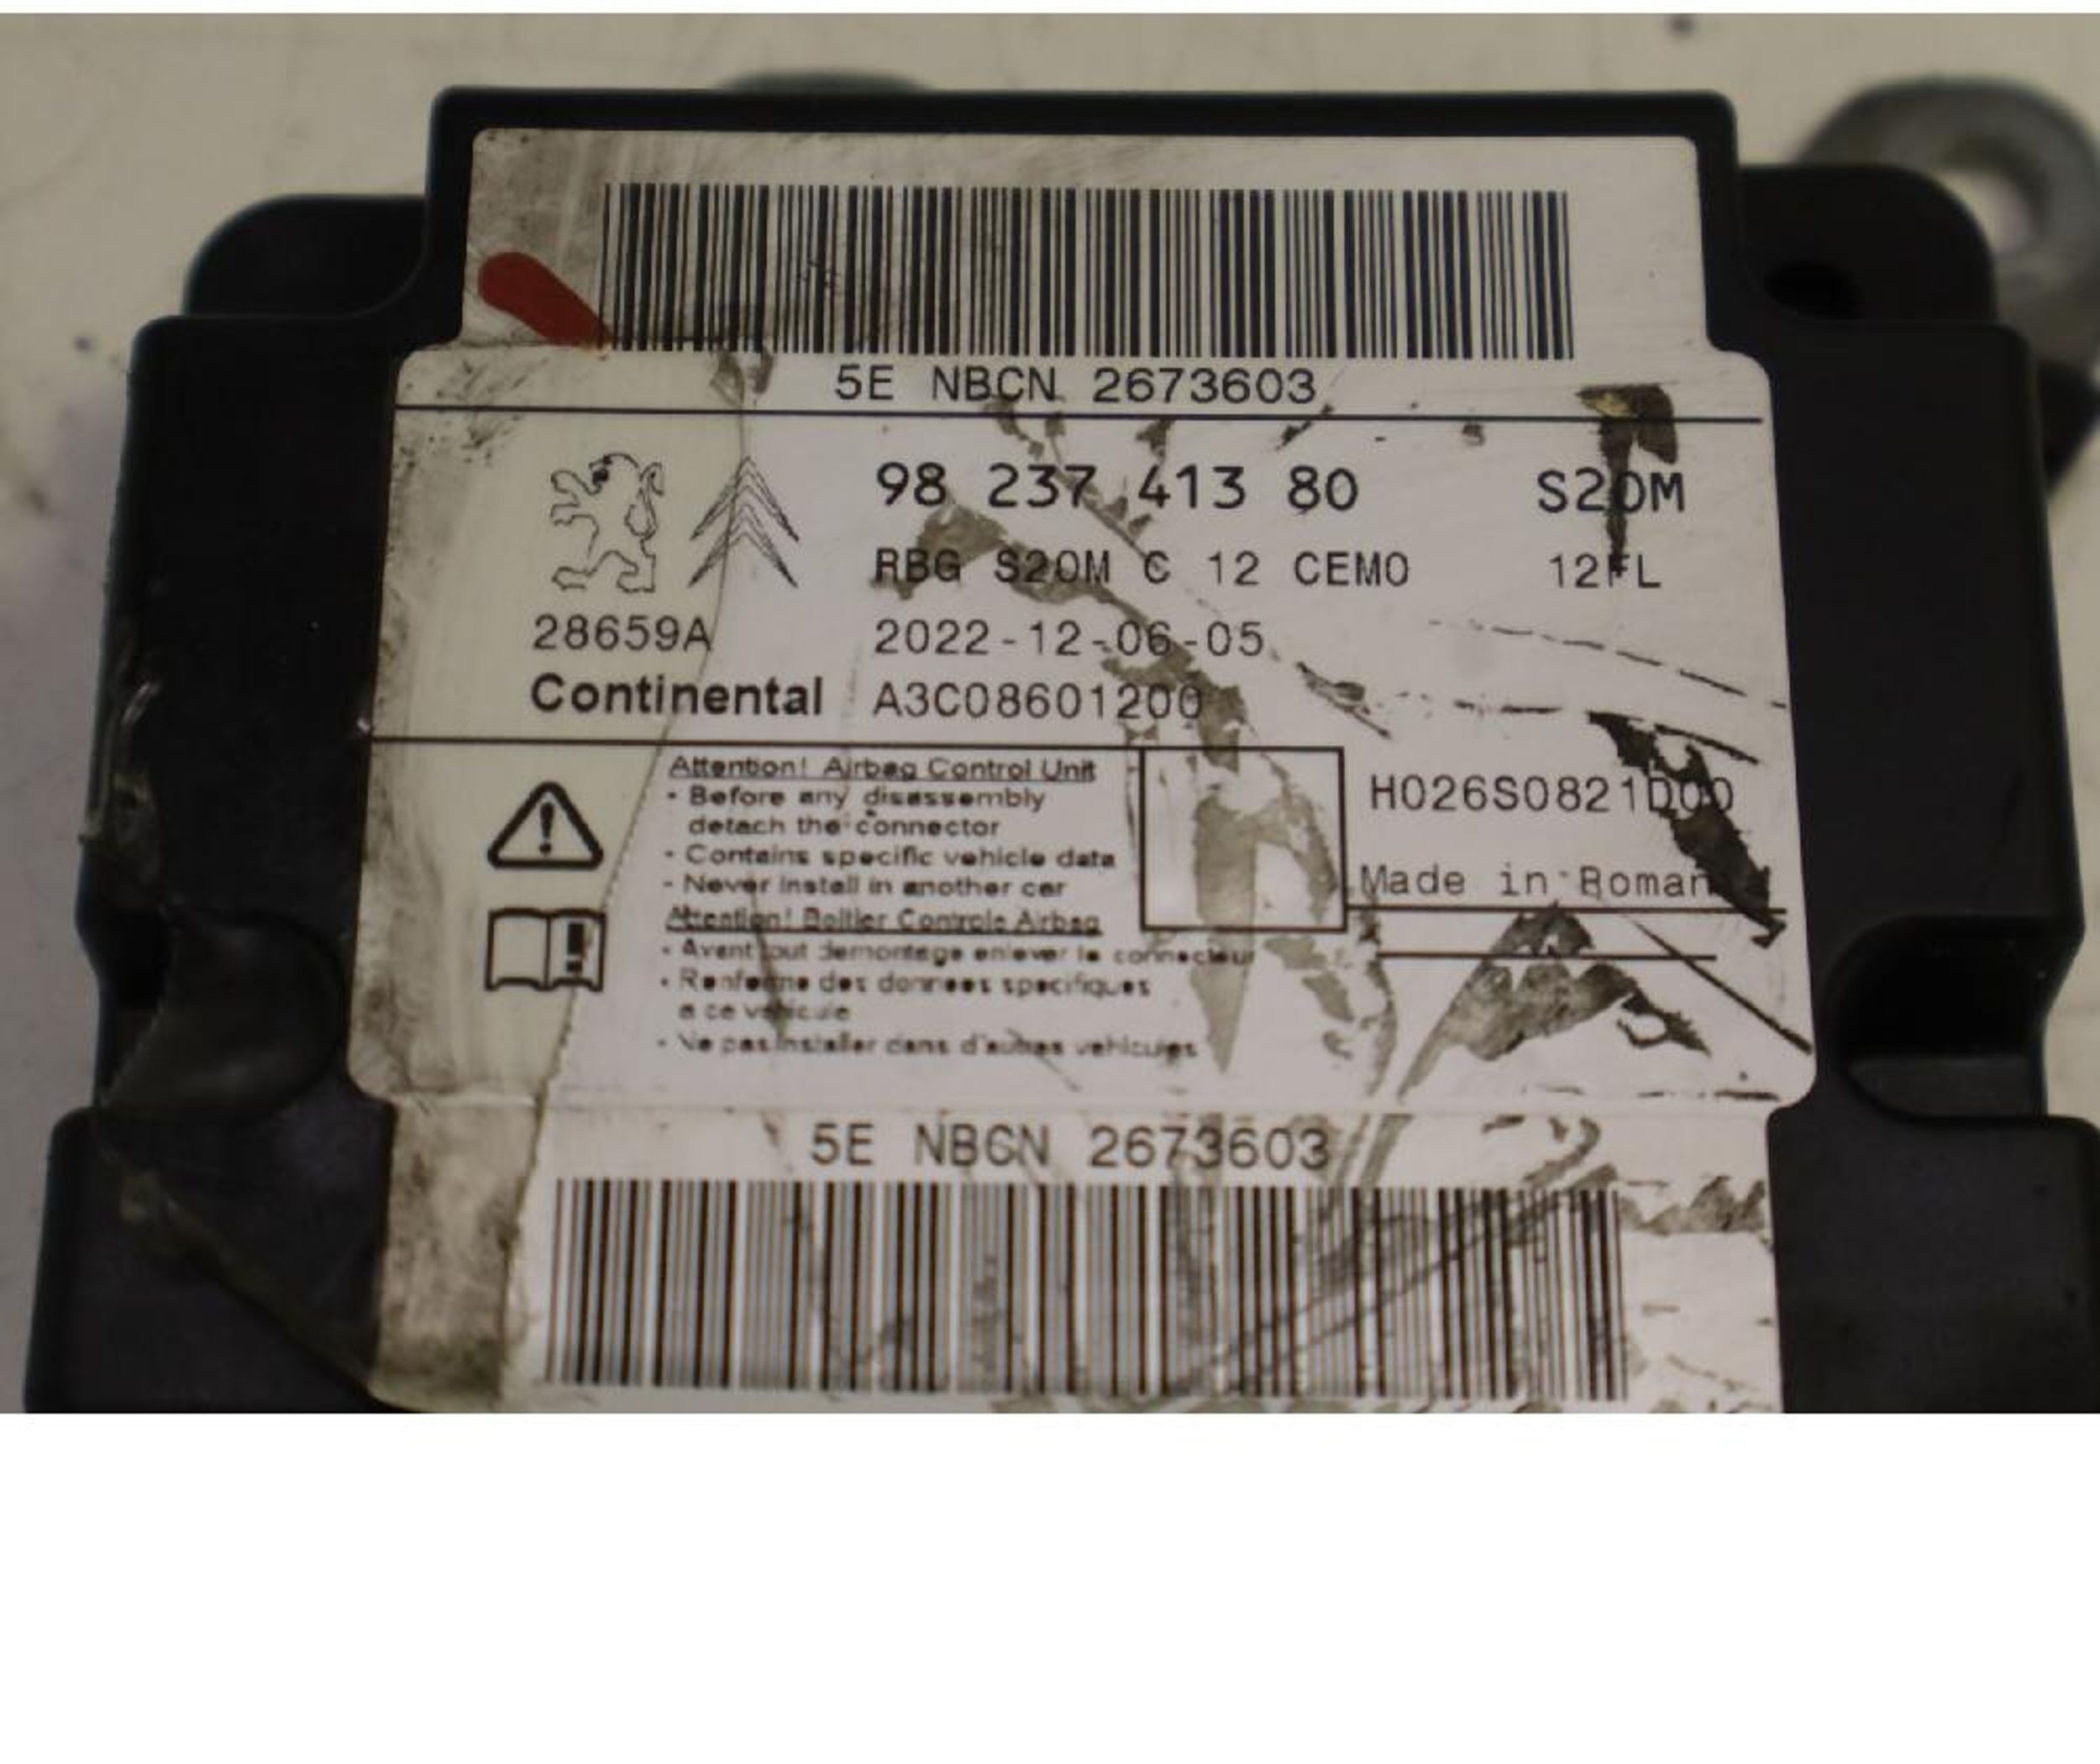 5E NBCN 2673603
98 237 413 80 S20M
RBG S20M C 12 CEMO 12FL
28659A 2022-12-06-05
Continental A3C08601200
Attention! Airbag Control Unit
- Before any disassembly
detach the connector
- Contains specific vehicle data
- Never install in another car
H026S0821D00
Made in Roman
Attention! Boitier Controle Airbag
- Avant tout demontage enlever le connecteur
- Renferme des donnees specifiques
a ce vehicule
- Ne pas installer dans d'autres vehicules
5E NBCN 2673603